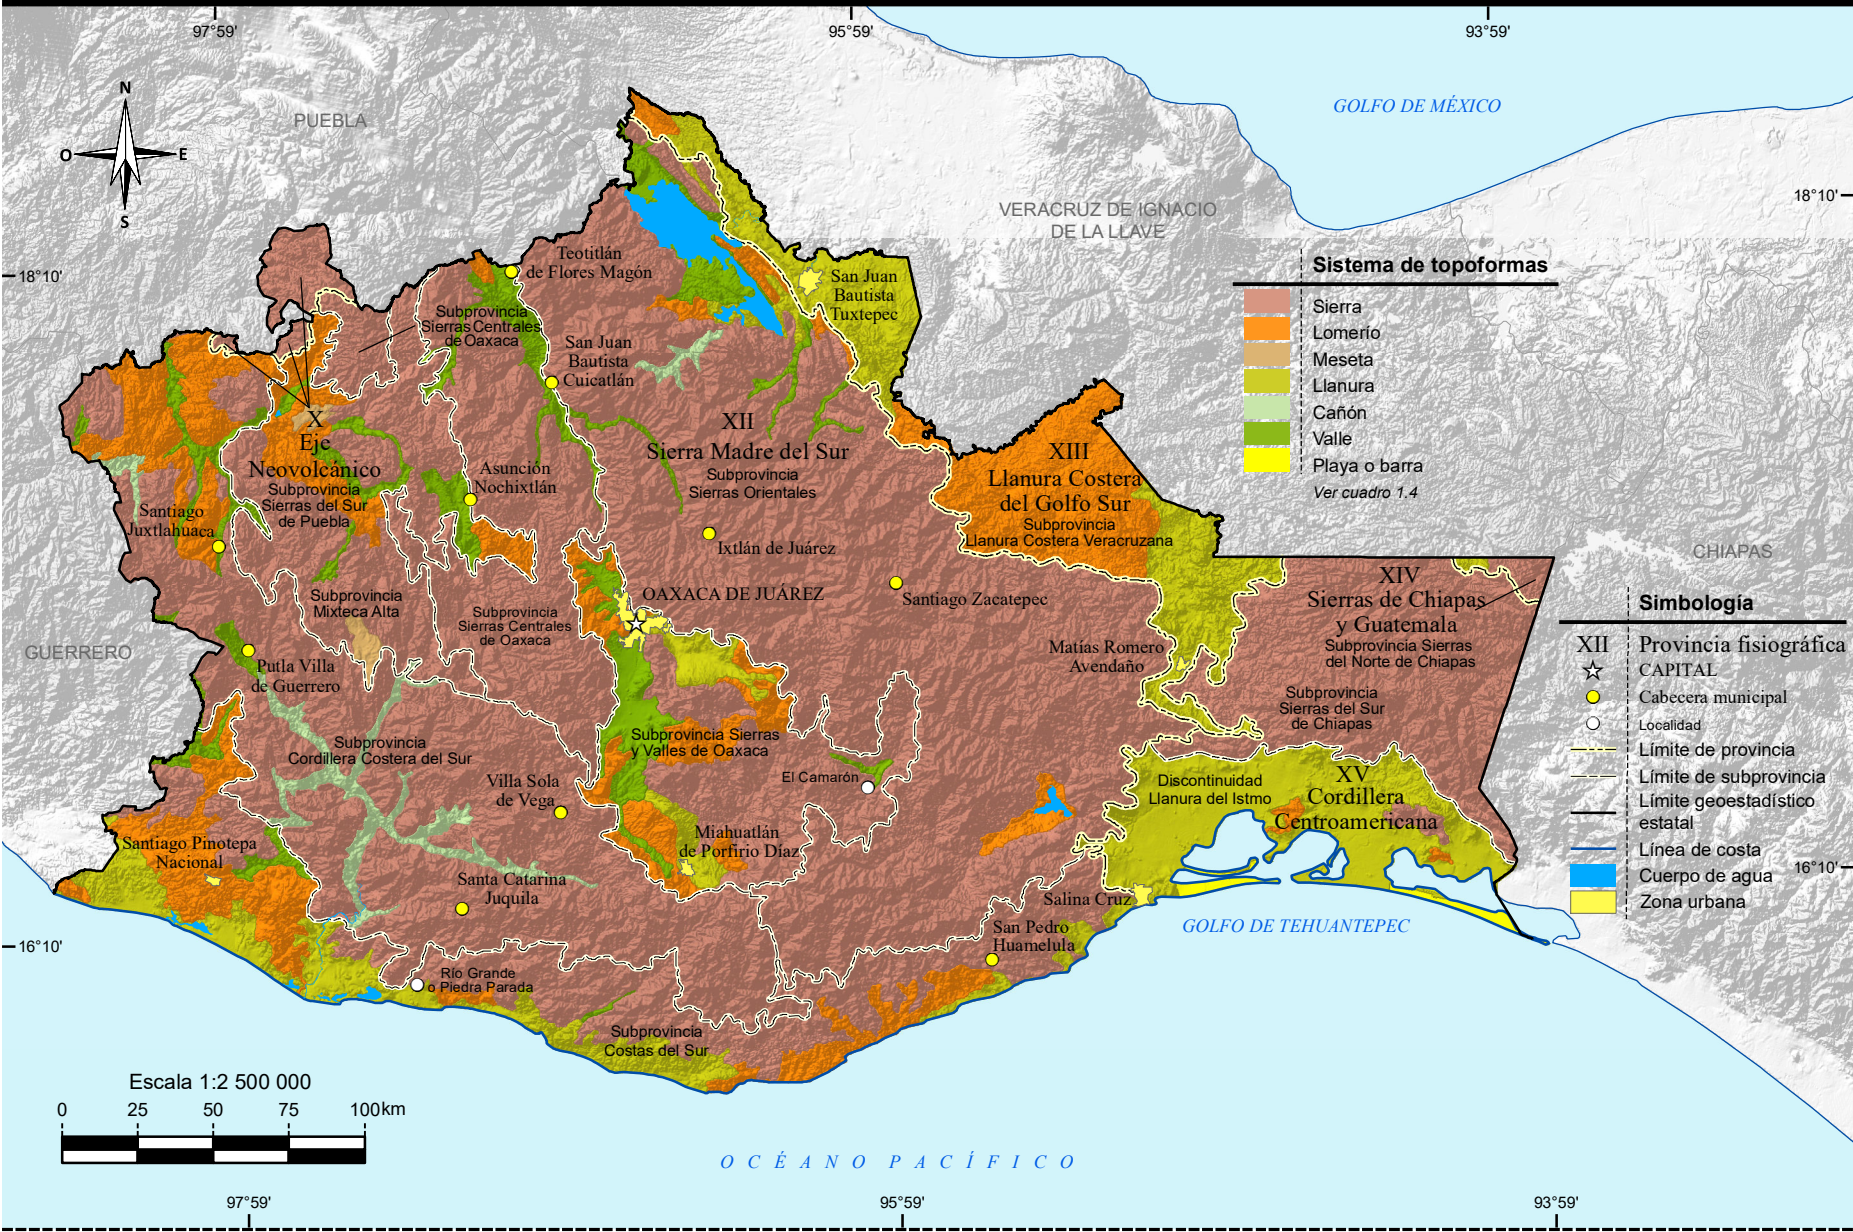 97°59'
95°59'
93°59'
N
O
E
S
PUEBLA
GOLFO DE MÉXICO
18°10'
VERACRUZ DE IGNACIO
DE LA LLAVE
18°10'
Teotitlán
de Flores Magón
San Juan
Bautista
Tuxtepec
Sistema de topoformas
Sierra
Lomerío
Meseta
Llanura
Cañón
Valle
Playa o barra
Ver cuadro 1.4
Subprovincia
Sierras Centrales
de Oaxaca
San Juan
Bautista
Cuicatlán
X
Eje
Neovolcánico
Subprovincia
Sierras del Sur
de Puebla
XII
Sierra Madre del Sur
Subprovincia
Sierras Orientales
XIII
Llanura Costera
del Golfo Sur
Subprovincia
Llanura Costera Veracruzana
Asunción
Nochixtlán
Santiago
Juxtlahuaca
Ixtlán de Juárez
CHIAPAS
OAXACA DE JUÁREZ
Santiago Zacatepec
XIV
Sierras de Chiapas
y Guatemala
Subprovincia Sierras
del Norte de Chiapas
Subprovincia
Mixteca Alta
Subprovincia
Sierras Centrales
de Oaxaca
GUERRERO
Putla Villa
de Guerrero
Matías Romero
Avendaño
Subprovincia
Sierras del Sur
de Chiapas
Simbología
XII
Provincia fisiográfica
CAPITAL
Cabecera municipal
Localidad
Límite de provincia
Límite de subprovincia
Límite geoestadístico
estatal
Línea de costa
Cuerpo de agua
Zona urbana
Subprovincia
Cordillera Costera del Sur
Subprovincia Sierras
y Valles de Oaxaca
El Camarón
Villa Sola
de Vega
Discontinuidad
Llanura del Istmo
XV
Cordillera
Centroamericana
Santiago Pinotepa
Nacional
Miahuatlán
de Porfirio Díaz
16°10'
Santa Catarina
Juquila
Salina Cruz
GOLFO DE TEHUANTEPEC
San Pedro
Huamelula
16°10'
Río Grande
o Piedra Parada
Subprovincia
Costas del Sur
Escala 1:2 500 000
0 25 50 75 100km
OCÉANO PACÍFICO
97°59'
95°59'
93°59'